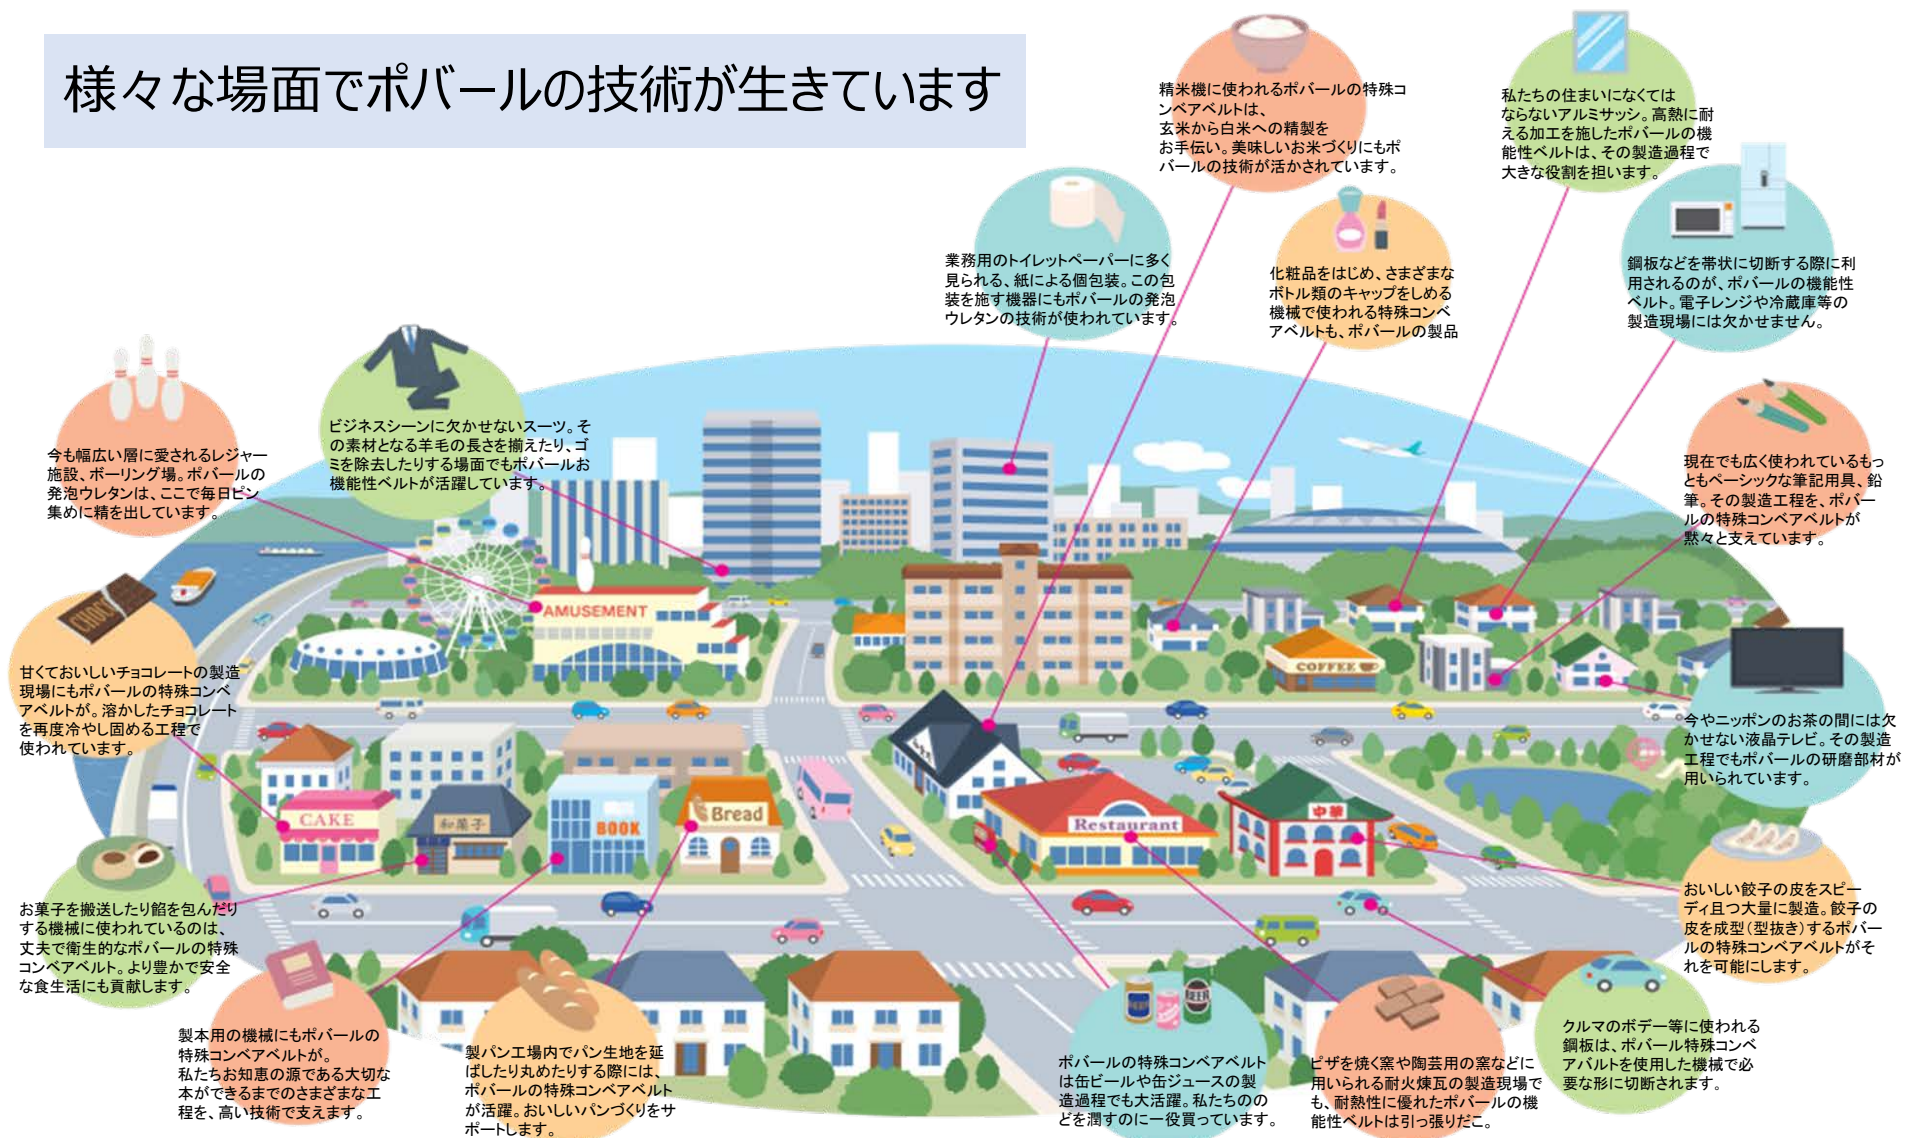 様々な場面でポバールの技術が生きています
精米機に使われるポバールの特殊コ
ンベアベルトは、
玄米から白米への精製を
お手伝い。美味しいお米づくりにもポ
バールの技術が活かされています。
私たちの住まいになくては
ならないアルミサッシ。高熱に耐
える加工を施したポバールの機
能性ベルトは、その製造過程で
大きな役割を担います。
業務用のトイレットペーパーに多く
見られる、紙による個包装。この包
装を施す機器にもポバールの発泡
ウレタンの技術が使われています。
化粧品をはじめ、さまざまな
ボトル類のキャップをしめる
機械で使われる特殊コンベ
アベルトも、ポバールの製品
鋼板などを帯状に切断する際に利
用されるのが、ポバールの機能性
ベルト。電子レンジや冷蔵庫等の
製造現場には欠かせません。
今も幅広い層に愛されるレジャー
施設、ボーリング場。ポバールの
発泡ウレタンは、ここで毎日ピン
集めに精を出しています。
ビジネスシーンに欠かせないスーツ。そ
の素材となる羊毛の長さを揃えたり、ゴ
ミを除去したりする場面でもポバールお
機能性ベルトが活躍しています。
現在でも広く使われているもっ
ともベーシックな筆記用具、鉛
筆。その製造工程を、ポバー
ルの特殊コンベアベルトが
黙々と支えています。
AMUSEMENT
CHOCO
甘くておいしいチョコレートの製造
現場にもポバールの特殊コンベ
アベルトが。溶かしたチョコレート
を再度冷やし固める工程で
使われています。
COFFEE
今やニッポンのお茶の間には欠
かせない液晶テレビ。その製造
工程でもポバールの研磨部材が
用いられています。
CAKE
和菓子
BOOK
Bread
Restaurant
中華
お菓子を搬送したり餡を包んだり
する機械に使われているのは、
丈夫で衛生的なポバールの特殊
コンベアベルト。より豊かで安全
な食生活にも貢献します。
おいしい餃子の皮をスピー
ディ且つ大量に製造。餃子の
皮を成型（型抜き）するポバー
ルの特殊コンベアベルトがそ
れを可能にします。
製本用の機械にもポバールの
特殊コンベアベルトが。
私たちお知恵の源である大切な
本ができるまでのさまざまな工
程を、高い技術で支えます。
製パン工場内でパン生地を延
ばしたり丸めたりする際には、
ポバールの特殊コンベアベルト
が活躍。おいしいパンづくりをサ
ポートします。
BEER
BEER
ポバールの特殊コンベアベルト
は缶ビールや缶ジュースの製
造過程でも大活躍。私たちのの
どを潤すのに一役買っています。
ピザを焼く窯や陶芸用の窯などに
用いられる耐火煉瓦の製造現場で
も、耐熱性に優れたポバールの機
能性ベルトは引っ張りだこ。
クルマのボデー等に使われる
鋼板は、ポバール特殊コンベ
アバルトを使用した機械で必
要な形に切断されます。